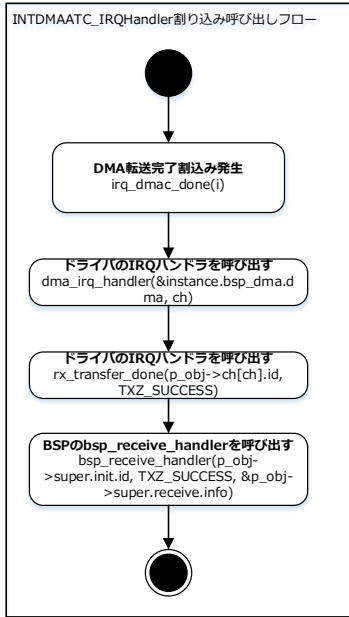 INTDMAATC_IRQHandler割り込み呼び出しフロー
DMA転送完了割込み発生
irq_dmac_done(i)
ドライバのIRQハンドラを呼び出す
dma_irq_handler(&instance.bsp_dma.d
ma, ch)
ドライバのIRQハンドラを呼び出す
rx_transfer_done(p_obj->ch[ch].id,
TXZ_SUCCESS)
BSPのbsp_receive_handlerを呼び出す
bsp_receive_handler(p_obj-
>super.init.id, TXZ_SUCCESS, &p_obj-
>super.receive.info)